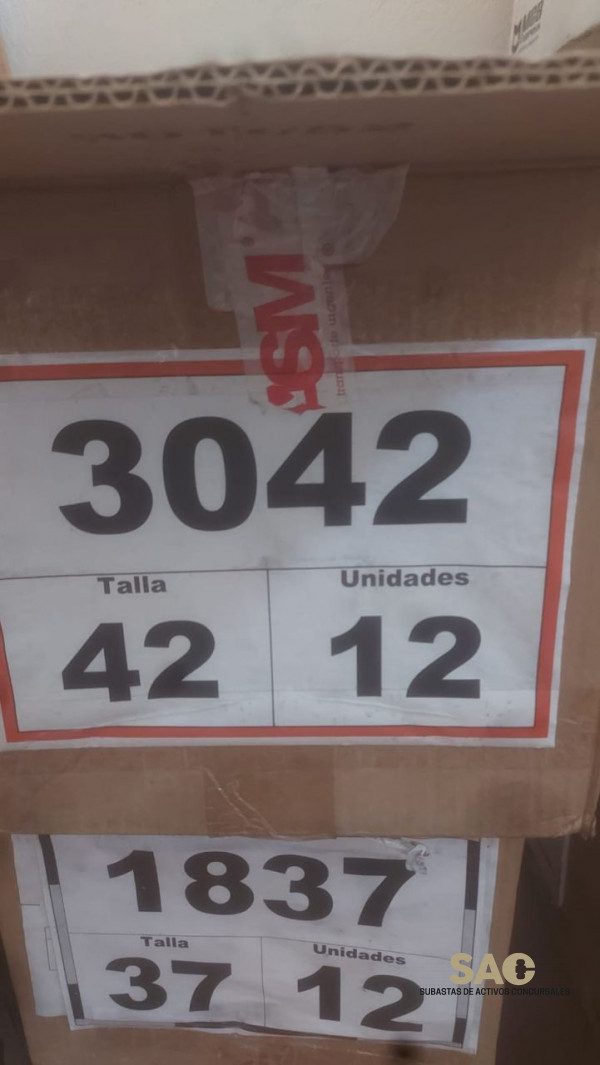 3042
Talla
Unidades
42
12
1837
Talla
Unidades
37
12
SAC
SUBASTAS DE ACTIVOS CONCURSALES